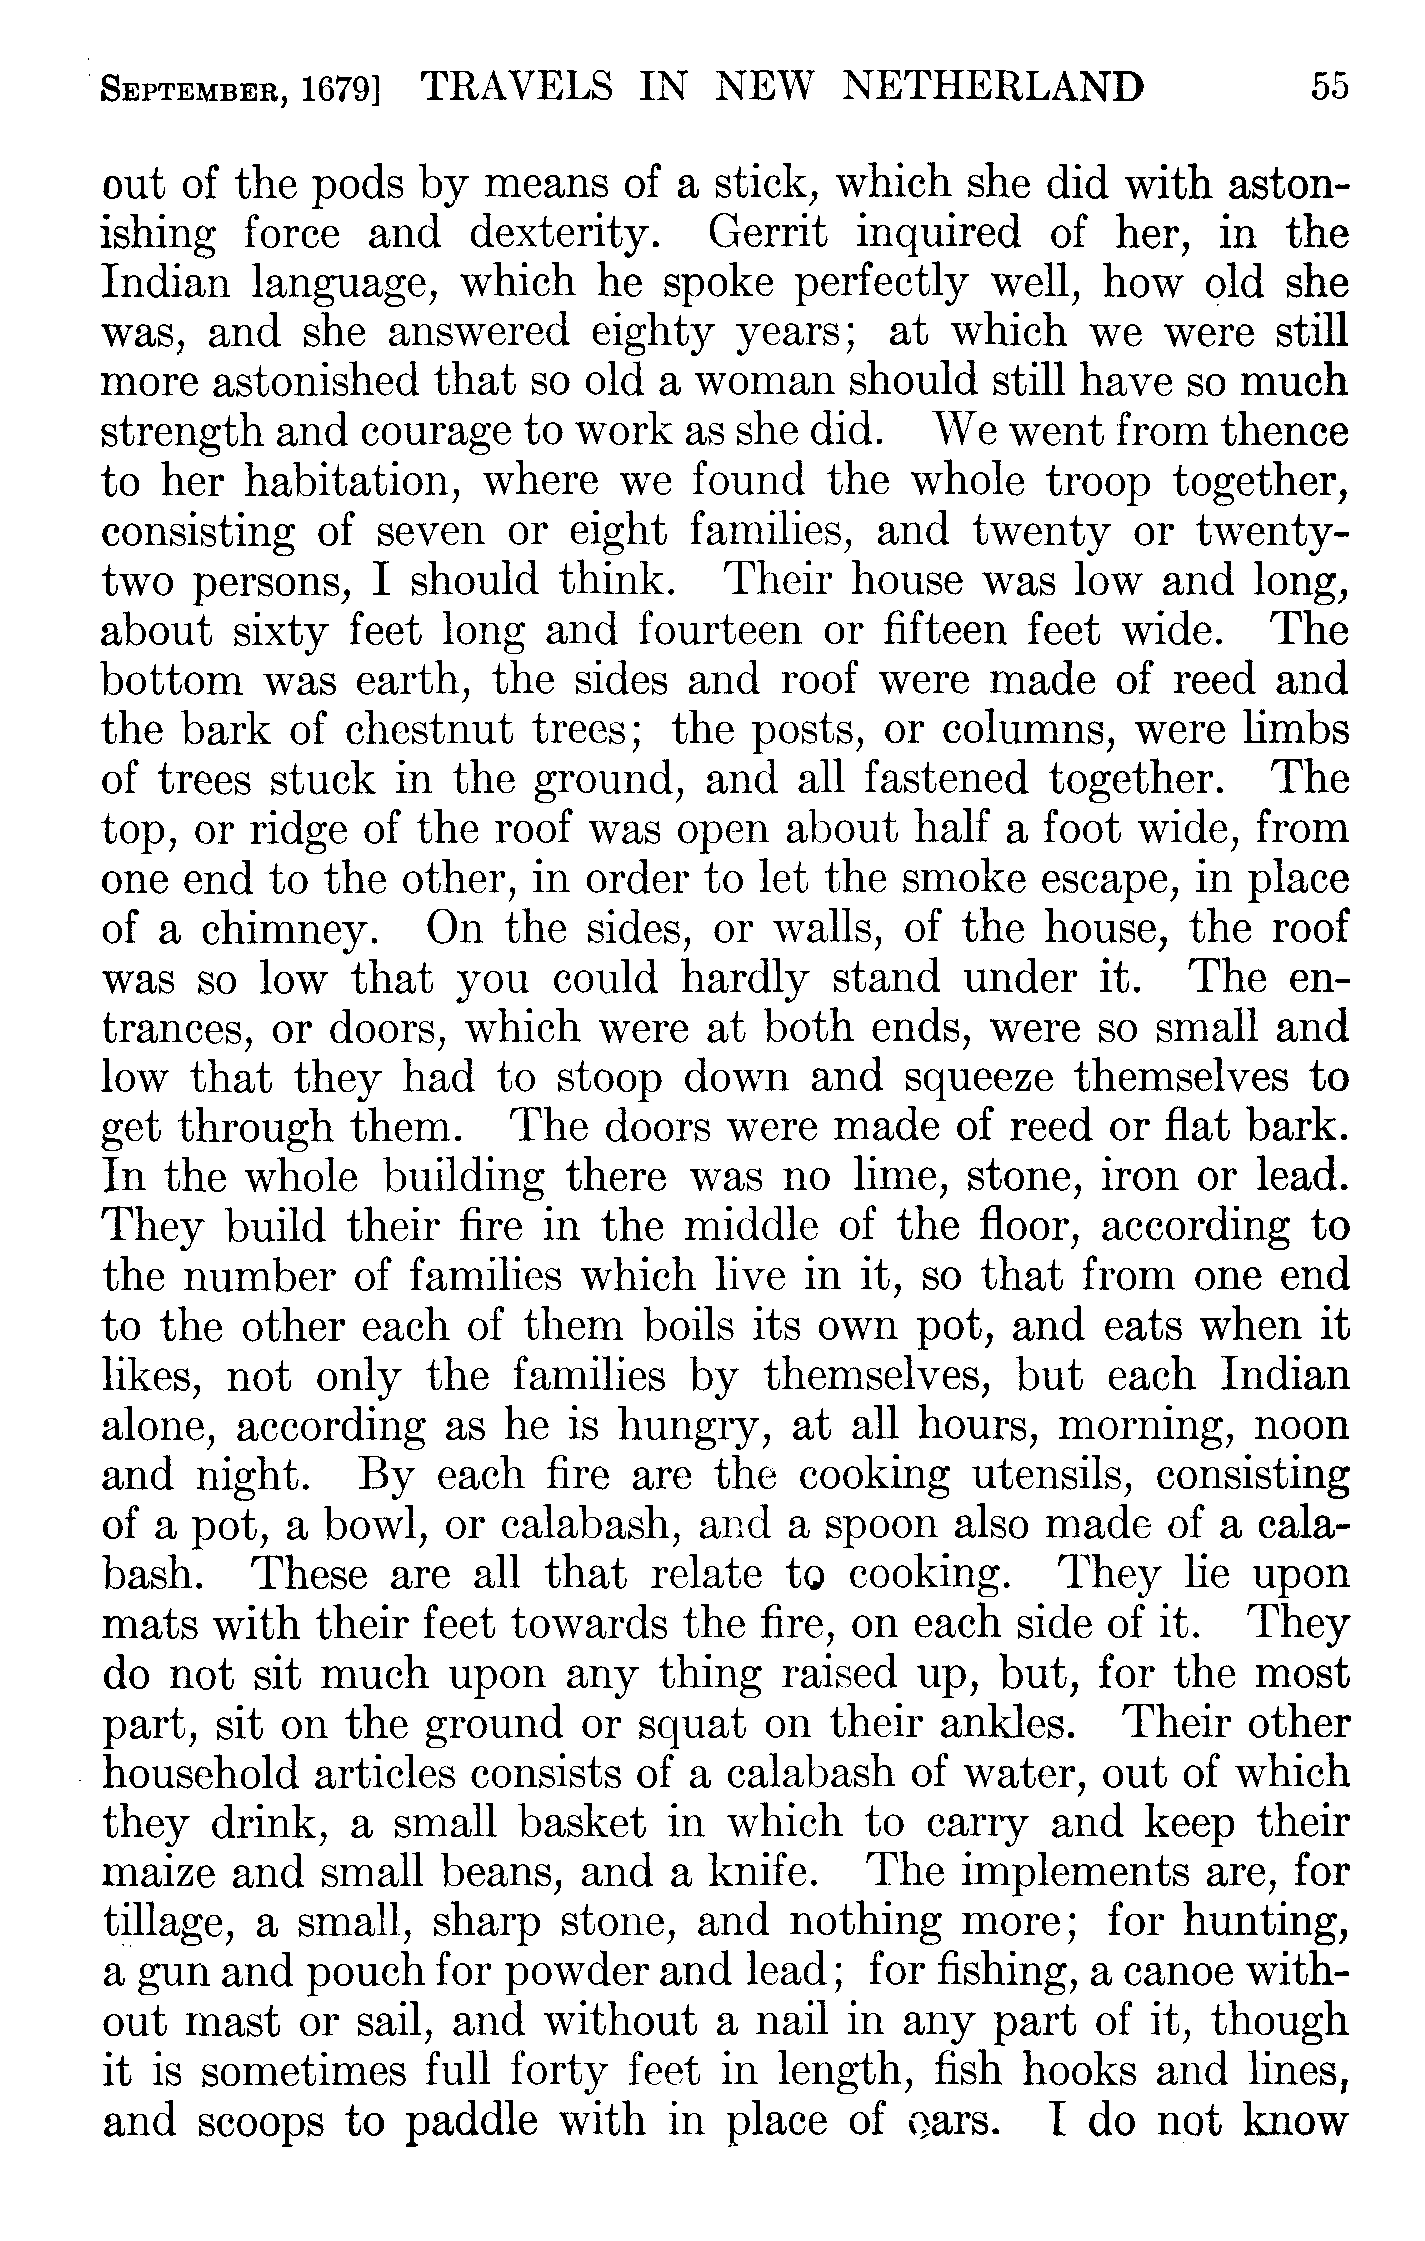 SEPTEMBER, 1679] TRAVELS IN NEW NETHERLAND 55
out of the pods by means of a stick, which she did with aston-
ishing force and dexterity. Gerrit inquired of her, in the
Indian language, which he spoke perfectly well, how old she
was, and she answered eighty years; at which we were still
more astonished that so old a woman should still have so much
strength and courage to work as she did. We went from thence
to her habitation, where we found the whole troop together,
consisting of seven or eight families, and twenty or twenty-
two persons, I should think. Their house was low and long,
about sixty feet long and fourteen or fifteen feet wide. The
bottom was earth, the sides and roof were made of reed and
the bark of chestnut trees; the posts, or columns, were limbs
of trees stuck in the ground, and all fastened together. The
top, or ridge of the roof was open about half a foot wide, from
one end to the other, in order to let the smoke escape, in place
of a chimney. On the sides, or walls, of the house, the roof
was so low that you could hardly stand under it. The en-
trances, or doors, which were at both ends, were so small and
low that they had to stoop down and squeeze themselves to
get through them. The doors were made of reed or flat bark.
In the whole building there was no lime, stone, iron or lead.
They build their fire in the middle of the floor, according to
the number of families which live in it, so that from one end
to the other each of them boils its own pot, and eats when it
likes, not only the families by themselves, but each Indian
alone, according as he is hungry, at all hours, morning, noon
and night. By each fire are the cooking utensils, consisting
of a pot, a bowl, or calabash, and a spoon also made of a cala-
bash. These are all that relate to cooking. They lie upon
mats with their feet towards the fire, on each side of it. They
do not sit much upon any thing raised up, but, for the most
part, sit on the ground or squat on their ankles. Their other
household articles consists of a calabash of water, out of which
they drink, a small basket in which to carry and keep their
maize and small beans, and a knife. The implements are, for
tillage, a small, sharp stone, and nothing more; for hunting,
a gun and pouch for powder and lead; for fishing, a canoe with-
out mast or sail, and without a nail in any part of it, though
it is sometimes full forty feet in length, fish hooks and lines,
and scoops to paddle with in place of oars. I do not know